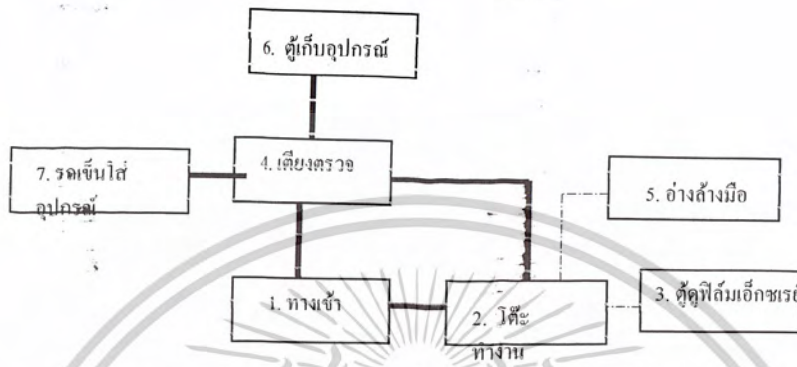 6. ตู้เก็บอุปกรณ์
7. รถเข็นใส่
อุปกรณ์
4. เตียงตรวจ
5. อ่างล้างมือ
1. ทางเข้า
2. โต๊ะ
ทำงาน
3. ตู้ดูฟิล์มเอ็กซเรย์